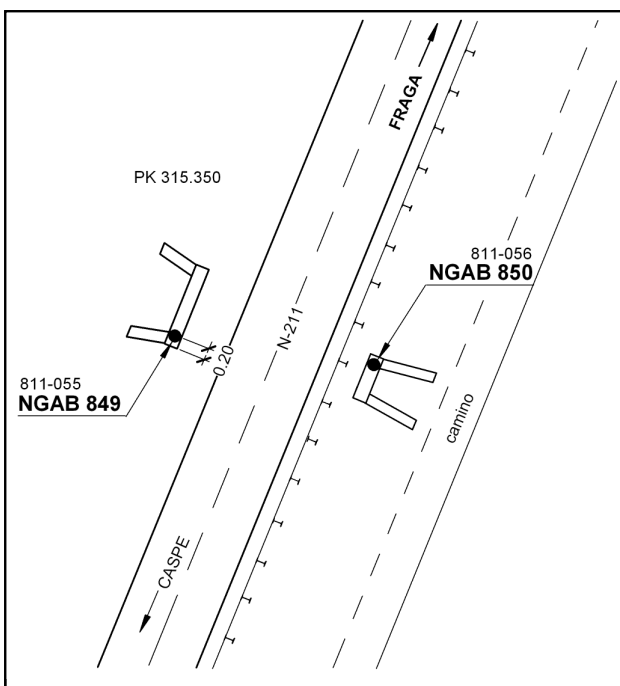 FRAGA
PK 315.350
811-056
NGAB 850
N-211
0.20
811-055
NGAB 849
camino
CASPE